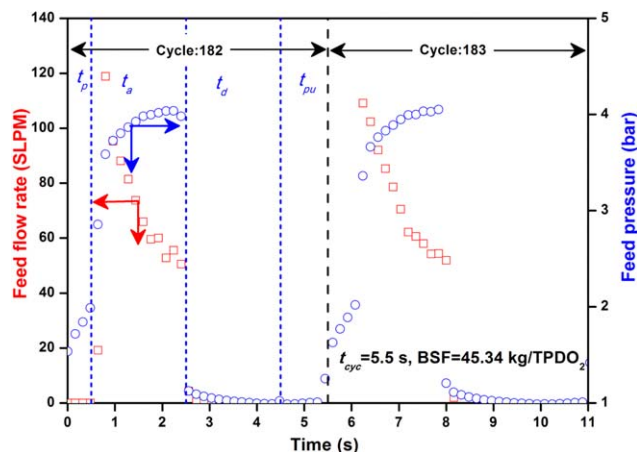 Cycle:182
Cycle:183
t_p
t_a
t_d
t_pu
t_cyc=5.5 s, BSF=45.34 kg/TPDO₂
Feed flow rate (SLPM)
140
120
100
80
60
40
20
0
Feed pressure (bar)
5
4
3
2
1
0 1 2 3 4 5 6 7 8 9 10 11
Time (s)